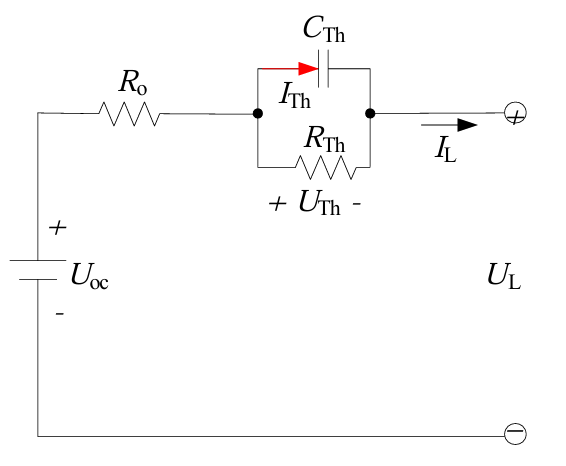 C_Th
R_o
I_Th
R_Th
I_L
+ U_Th -
+
+
U_oc
U_L
-
−